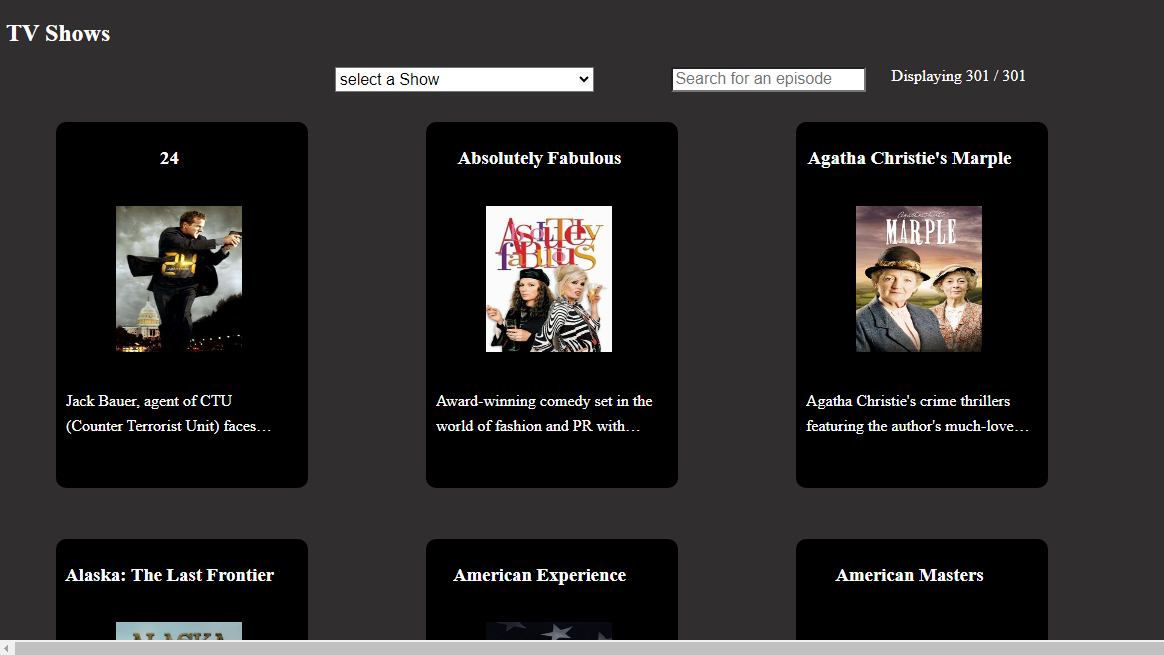 TV Shows
select a Show
Search for an episode
Displaying 301 / 301
24
Absolutely Fabulous
Agatha Christie's Marple
24
Absolutely fabulous
Agatha Christie's
MARPLE
Jack Bauer, agent of CTU
(Counter Terrorist Unit) faces…
Award-winning comedy set in the
world of fashion and PR with…
Agatha Christie's crime thrillers
featuring the author's much-love…
Alaska: The Last Frontier
American Experience
American Masters
ALASKA